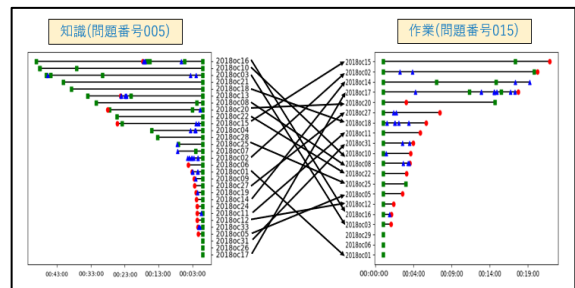 知識(問題番号005)
作業(問題番号015)
2018oc16
2018oc10
2018oc03
2018oc21
2018oc18
2018oc13
2018oc08
2018oc20
2018oc22
2018oc15
2018oc04
2018oc28
2018oc25
2018oc07
2018oc02
2018oc06
2018oc01
2018oc09
2018oc27
2018oc19
2018oc14
2018oc24
2018oc11
2018oc12
2018oc33
2018oc05
2018oc31
2018oc26
2018oc17
00:43:00 00:33:00 00:23:00 00:13:00 00:03:00
2018oc15
2018oc02
2018oc14
2018oc17
2018oc20
2018oc27
2018oc18
2018oc11
2018oc31
2018oc10
2018oc08
2018oc22
2018oc25
2018oc05
2018oc12
2018oc16
2018oc03
2018oc29
2018oc06
2018oc01
00:00:00 00:04:00 00:09:00 00:14:00 00:19:00